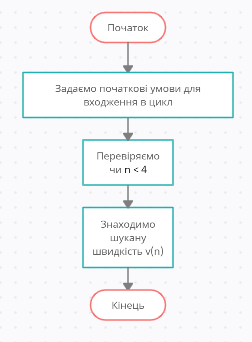 Початок
Задаємо початкові умови для
входження в цикл
Перевіряємо
чи n < 4
Знаходимо
шукану
швидкість v(n)
Кінець